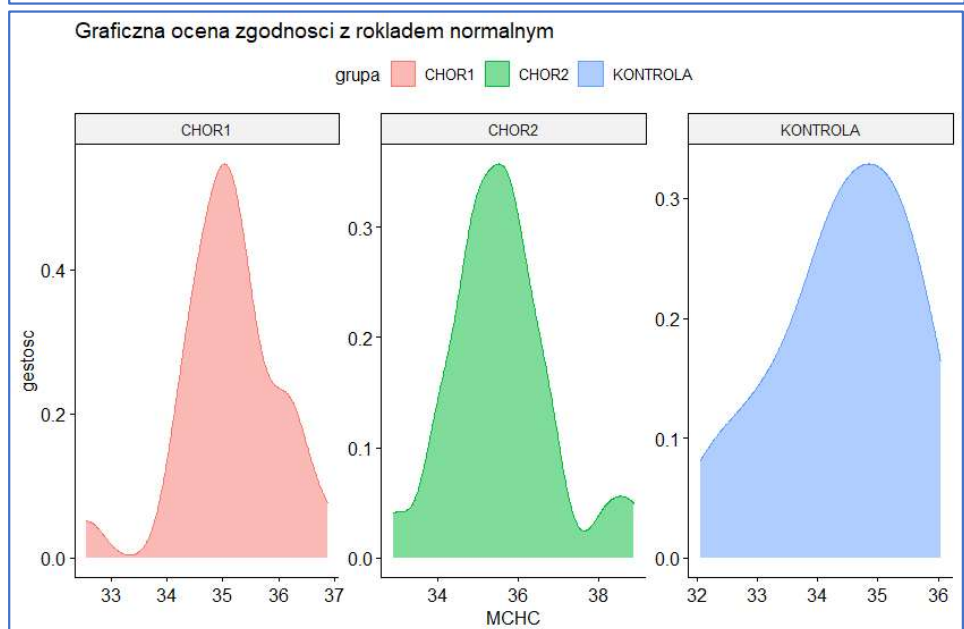 Graficzna ocena zgodnosci z rokladem normalnym
grupa CHOR1 CHOR2 KONTROLA
CHOR1 CHOR2 KONTROLA
gestosc
0.4
0.2
0.0
33 34 35 36 37
0.3
0.2
0.1
0.0
34 36 38
0.3
0.2
0.1
0.0
32 33 34 35 36
MCHC